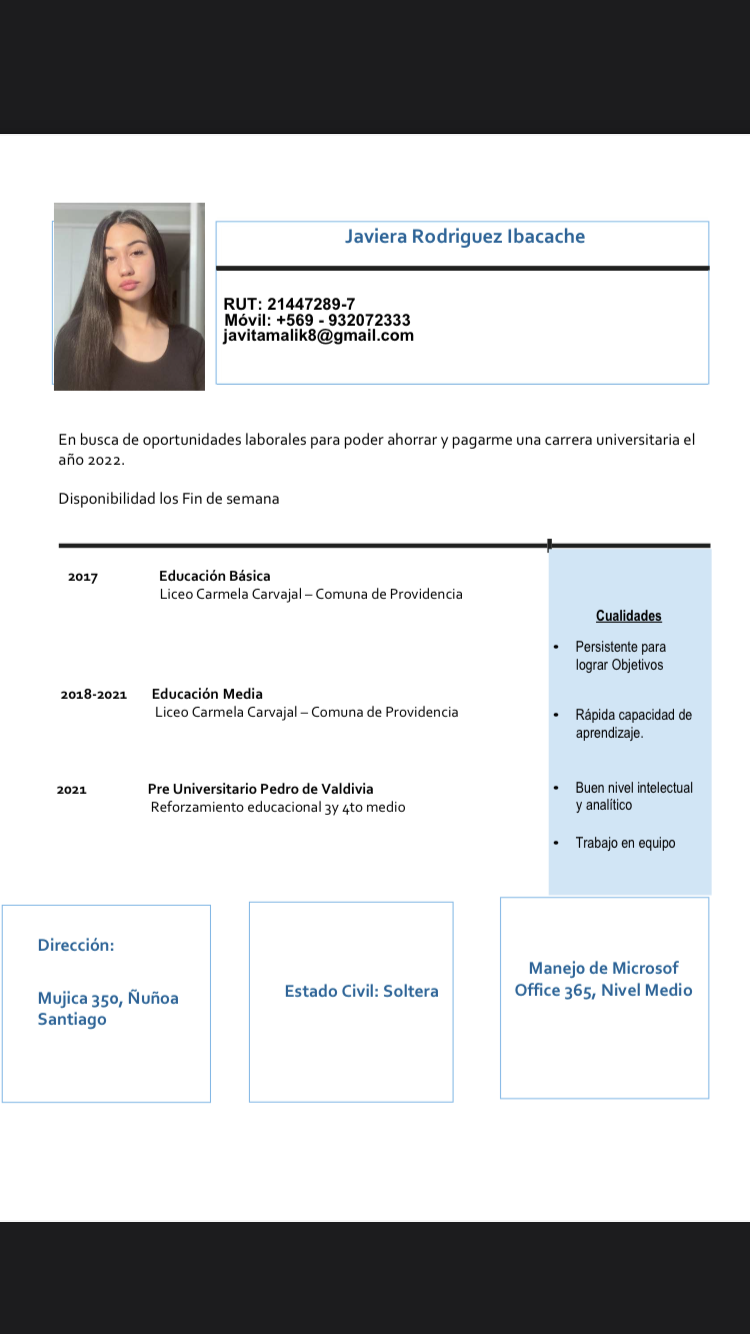 Javiera Rodriguez Ibacache
RUT: 21447289-7
Móvil: +569 - 932072333
javitamalik8@gmail.com
En busca de oportunidades laborales para poder ahorrar y pagarme una carrera universitaria el
año 2022.
Disponibilidad los Fin de semana
2017 Educación Básica
Liceo Carmela Carvajal – Comuna de Providencia
2018-2021 Educación Media
Liceo Carmela Carvajal – Comuna de Providencia
2021 Pre Universitario Pedro de Valdivia
Reforzamiento educacional 3y 4to medio
Cualidades
• Persistente para
lograr Objetivos
• Rápida capacidad de
aprendizaje.
• Buen nivel intelectual
y analítico
• Trabajo en equipo
Dirección:
Mujica 350, Ñuñoa
Santiago
Estado Civil: Soltera
Manejo de Microsof
Office 365, Nivel Medio